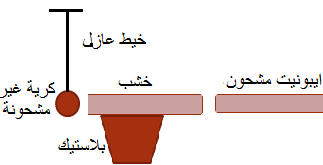 خيط عازل
كرية غير
مشحونة
خشب
ايبونيت مشحون
بلاستيك